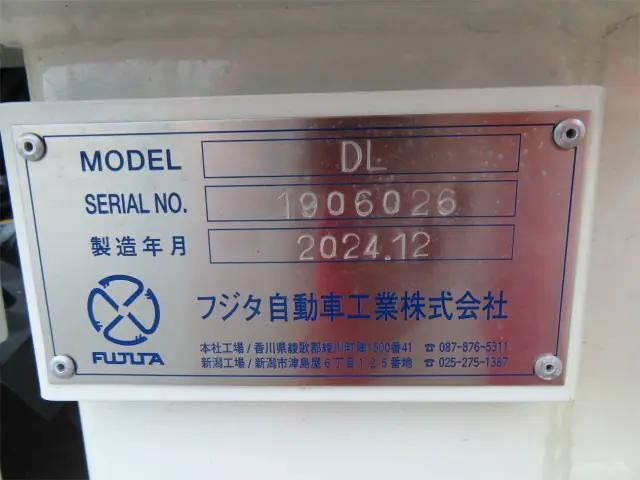 MODEL DL
SERIAL NO. 1906026
製造年月 2024.12
FUJITA
フジタ自動車工業株式会社
本社工場/香川県綾歌郡綾川町陶1500番41 ☎ 087-876-5311
新潟工場/新潟市津島屋6丁目125番地 ☎ 025-275-1387